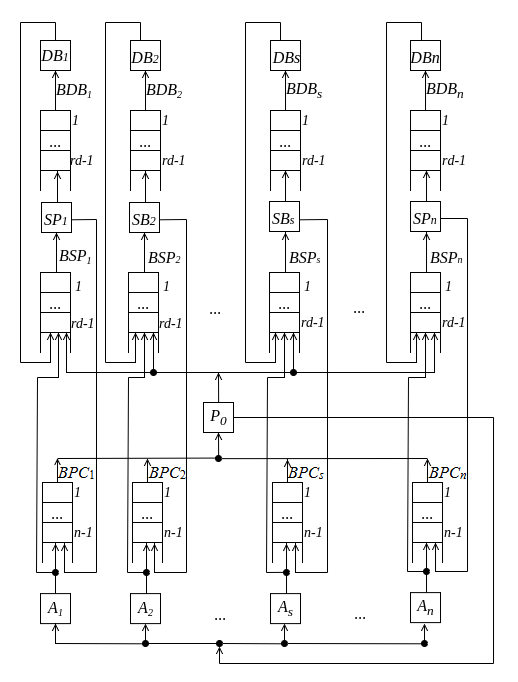 DB1 DB2 DBs DBn
BDB1 BDB2 BDBs BDBn
1 1 1 1
... ... ... ...
rd-1 rd-1 rd-1 rd-1
SP1 SB2 SBs SPn
BSP1 BSP2 BSPs BSPn
1 1 1 1
... ... ... ... ... ...
rd-1 rd-1 rd-1 rd-1
P0
BPC1 BPC2 BPCs BPCn
1 1 1 1
... ... ... ...
n-1 n-1 n-1 n-1
A1 A2 ... As ... An